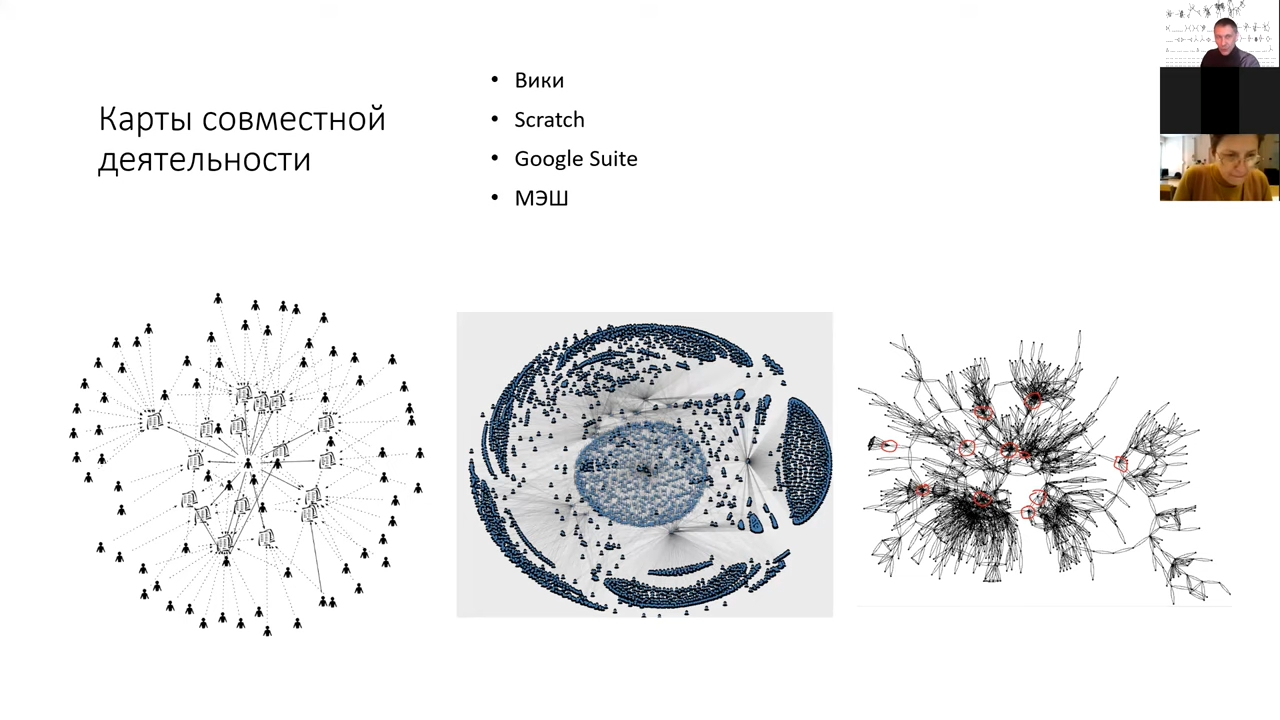 Карты совместной
деятельности
• Вики
• Scratch
• Google Suite
• МЭШ